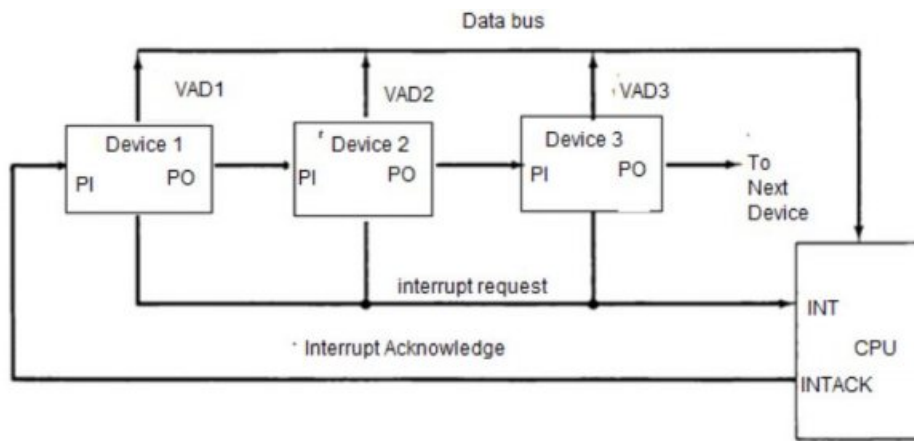 Data bus
VAD1
VAD2
VAD3
Device 1
PI
PO
Device 2
PI
PO
Device 3
PI
PO
To
Next
Device
interrupt request
INT
Interrupt Acknowledge
CPU
INTACK